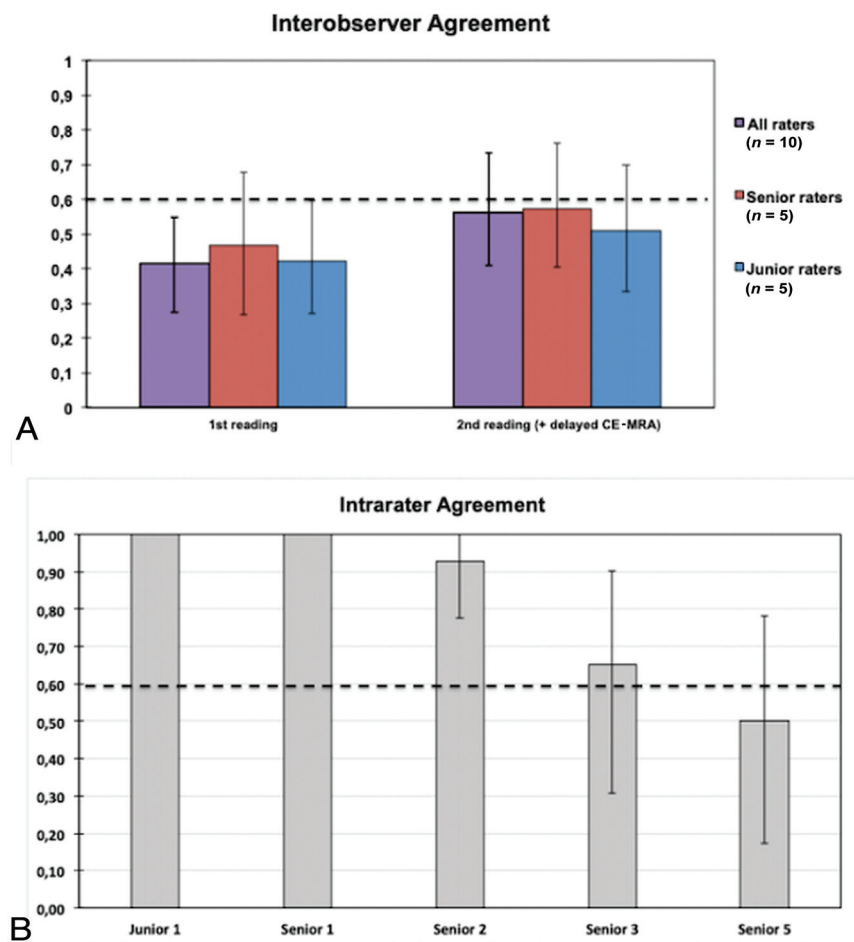 Interobserver Agreement
1
0,9
0,8
0,7
0,6
0,5
0,4
0,3
0,2
0,1
0
1st reading
2nd reading (+ delayed CE-MRA)
All raters
(n = 10)
Senior raters
(n = 5)
Junior raters
(n = 5)
A
Intrarater Agreement
1,00
0,90
0,80
0,70
0,60
0,50
0,40
0,30
0,20
0,10
0,00
Junior 1
Senior 1
Senior 2
Senior 3
Senior 5
B